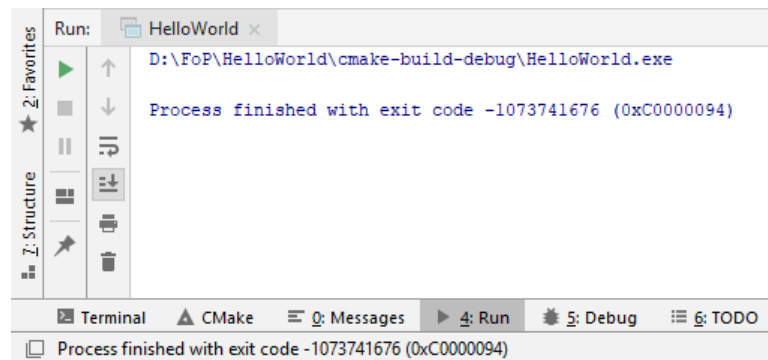 Run: HelloWorld
2: Favorites
7: Structure
D:\FoP\HelloWorld\cmake-build-debug\HelloWorld.exe
Process finished with exit code -1073741676 (0xC0000094)
Terminal CMake 0: Messages 4: Run 5: Debug 6: TODO
Process finished with exit code -1073741676 (0xC0000094)